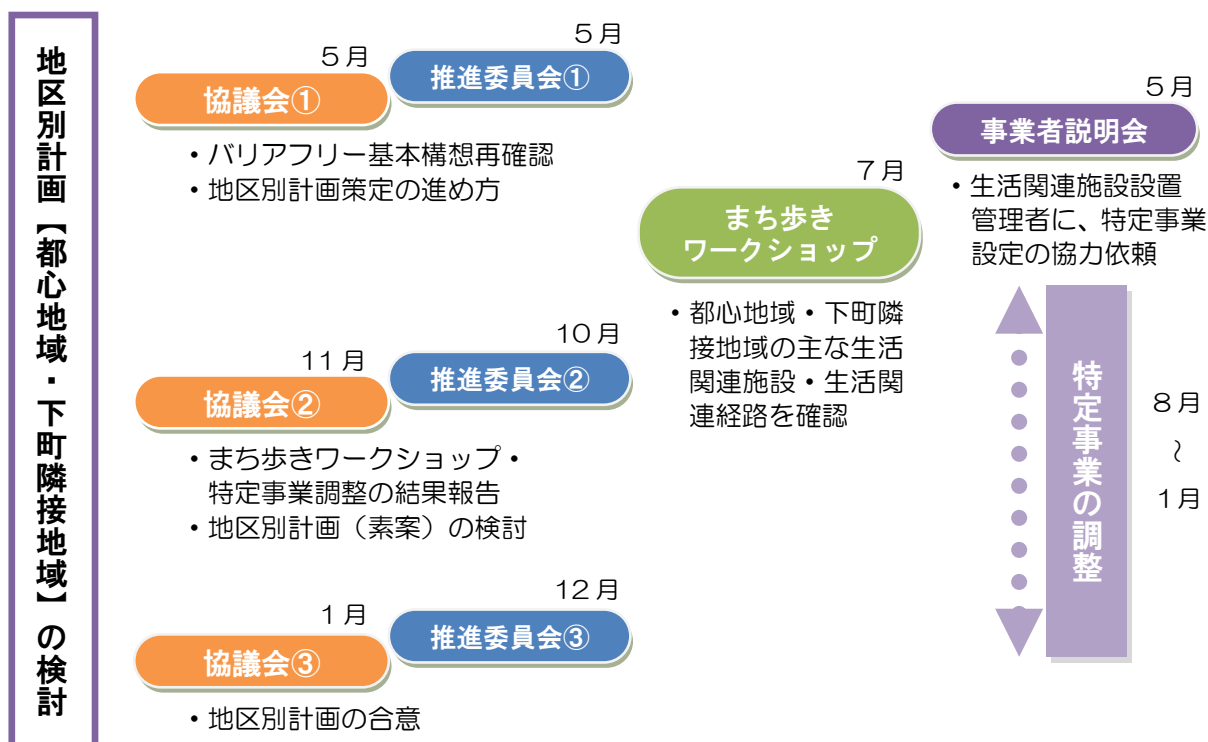 地区別計画【都心地域・下町隣接地域】の検討
5月
協議会①
5月
推進委員会①
・バリアフリー基本構想再確認
・地区別計画策定の進め方
11月
協議会②
10月
推進委員会②
・まち歩きワークショップ・
特定事業調整の結果報告
・地区別計画（素案）の検討
1月
協議会③
12月
推進委員会③
・地区別計画の合意
7月
まち歩き
ワークショップ
・都心地域・下町隣
接地域の主な生活
関連施設・生活関
連経路を確認
5月
事業者説明会
・生活関連施設設置
管理者に、特定事業
設定の協力依頼
特定事業の調整
8月
～
1月